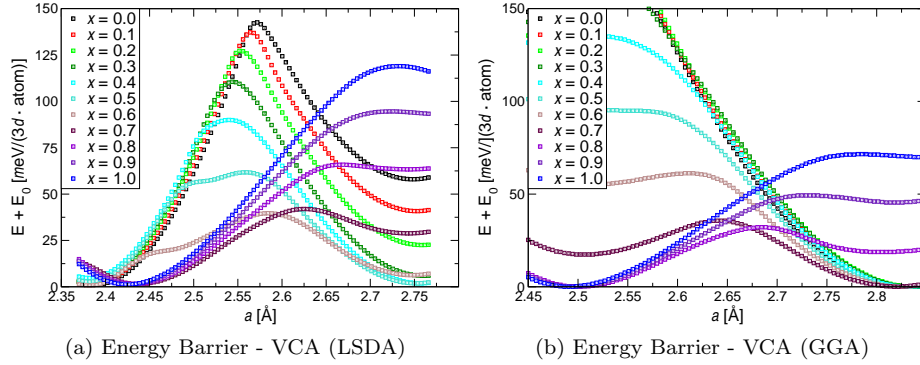 E + E₀ [meV/(3d · atom)]
150
125
100
75
50
25
0
x = 0.0
x = 0.1
x = 0.2
x = 0.3
x = 0.4
x = 0.5
x = 0.6
x = 0.7
x = 0.8
x = 0.9
x = 1.0
2.35 2.4 2.45 2.5 2.55 2.6 2.65 2.7 2.75
a [Å]
(a) Energy Barrier - VCA (LSDA)
E + E₀ [meV/](3d · atom)
150
125
100
75
50
25
0
x = 0.0
x = 0.1
x = 0.2
x = 0.3
x = 0.4
x = 0.5
x = 0.6
x = 0.7
x = 0.8
x = 0.9
x = 1.0
2.45 2.5 2.55 2.6 2.65 2.7 2.75 2.8
a [Å]
(b) Energy Barrier - VCA (GGA)